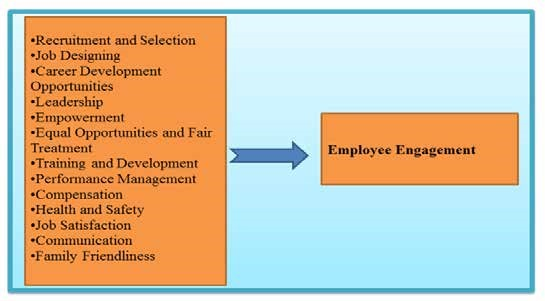 •Recruitment and Selection
•Job Designing
•Career Development
Opportunities
•Leadership
•Empowerment
•Equal Opportunities and Fair
Treatment
•Training and Development
•Performance Management
•Compensation
•Health and Safety
•Job Satisfaction
•Communication
•Family Friendliness
Employee Engagement